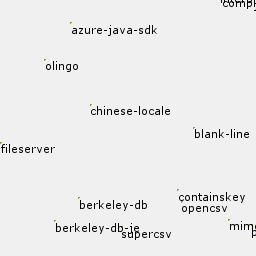 azure-java-sdk
olingo
chinese-locale
blank-line
fileserver
containskey
berkeley-db
opencsv
berkeley-db-je
supercsv